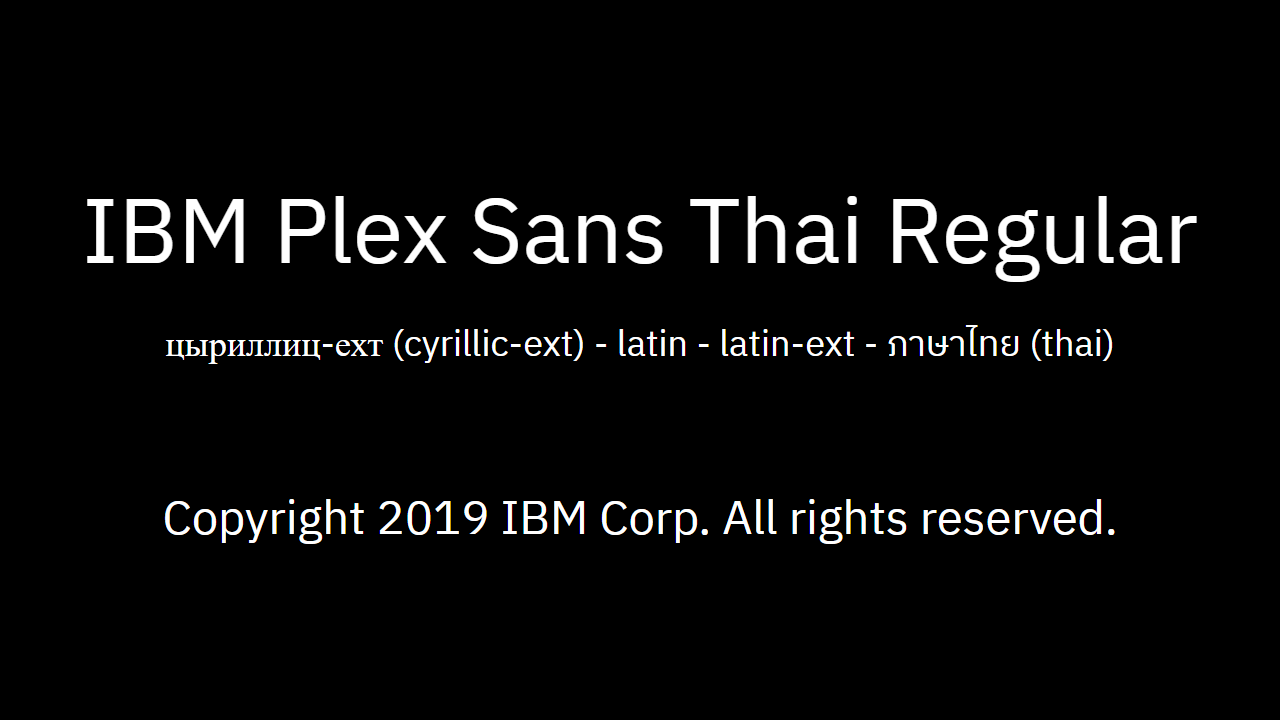 IBM Plex Sans Thai Regular
цыриллиц-ехт (cyrillic-ext) - latin - latin-ext - ภาษาไทย (thai)
Copyright 2019 IBM Corp. All rights reserved.